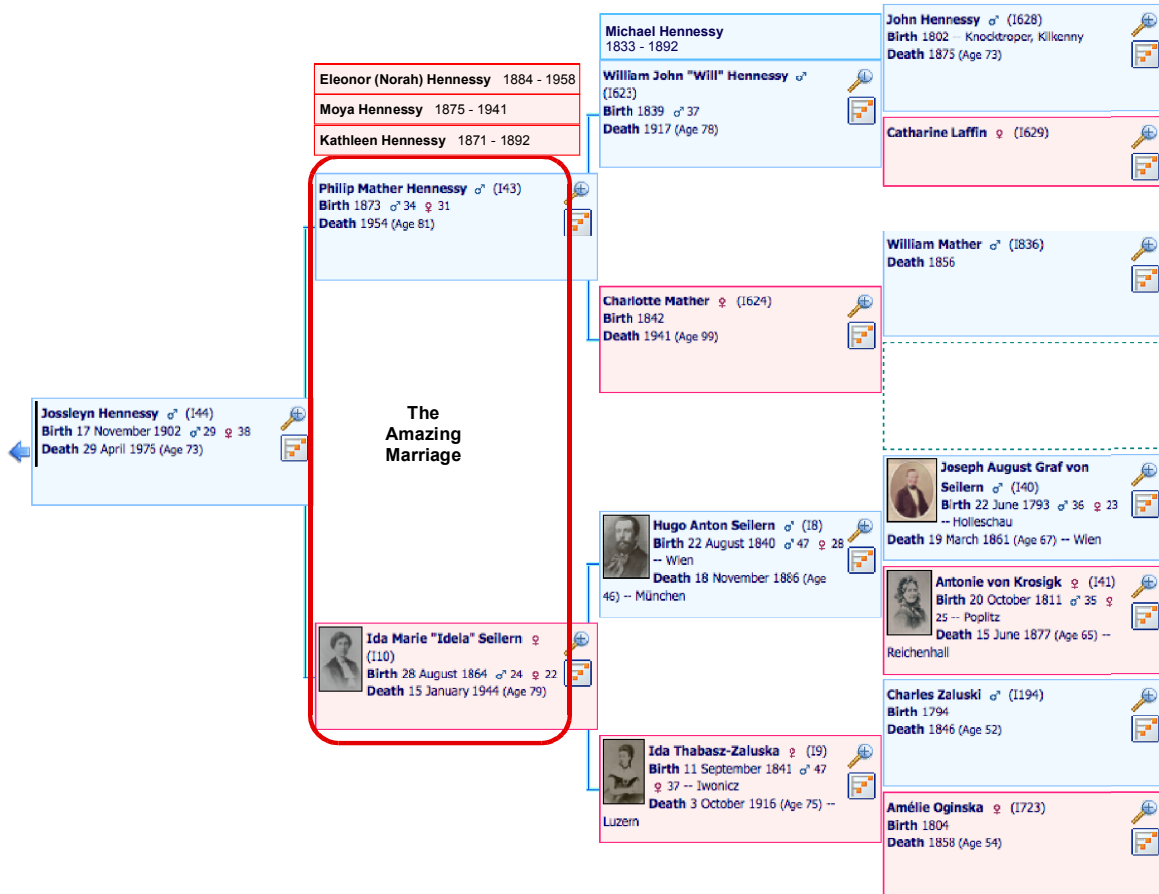 Jossleyn Hennessy ♂ (I44)
Birth 17 November 1902 ♂ 29 ♀ 38
Death 29 April 1975 (Age 73)
Eleonor (Norah) Hennessy 1884 - 1958
Moya Hennessy 1875 - 1941
Kathleen Hennessy 1871 - 1892
Philip Mather Hennessy ♂ (I43)
Birth 1873 ♂ 34 ♀ 31
Death 1954 (Age 81)
The
Amazing
Marriage
Ida Marie "Idela" Seilern ♀
(I10)
Birth 28 August 1864 ♂ 24 ♀ 22
Death 15 January 1944 (Age 79)
Michael Hennessy
1833 - 1892
William John "Will" Hennessy ♂
(I623)
Birth 1839 ♂ 37
Death 1917 (Age 78)
Charlotte Mather ♀ (I624)
Birth 1842
Death 1941 (Age 99)
Hugo Anton Seilern ♂ (I8)
Birth 22 August 1840 ♂ 47 ♀ 28
-- Wien
Death 18 November 1886 (Age
46) -- München
Ida Thabasz-Zaluska ♀ (I9)
Birth 11 September 1841 ♂ 47
♀ 37 -- Iwonicz
Death 3 October 1916 (Age 75) --
Luzern
John Hennessy ♂ (I628)
Birth 1802 -- Knocktroper, Kilkenny
Death 1875 (Age 73)
Catharine Laffin ♀ (I629)
William Mather ♂ (I836)
Death 1856
Joseph August Graf von
Seilern ♂ (I40)
Birth 22 June 1793 ♂ 36 ♀ 23
-- Holleschau
Death 19 March 1861 (Age 67) -- Wien
Antonie von Krosigk ♀ (I41)
Birth 20 October 1811 ♂ 35 ♀
25 -- Poplitz
Death 15 June 1877 (Age 65) --
Reichenhall
Charles Zaluski ♂ (I194)
Birth 1794
Death 1846 (Age 52)
Amélie Oginska ♀ (I723)
Birth 1804
Death 1858 (Age 54)